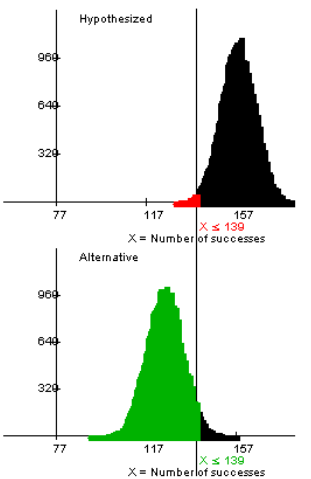 Hypothesized
960
640
320
77 117 157
X ≤ 139
X = Number of successes
Alternative
960
640
320
77 117 157
X ≤ 139
X = Number of successes